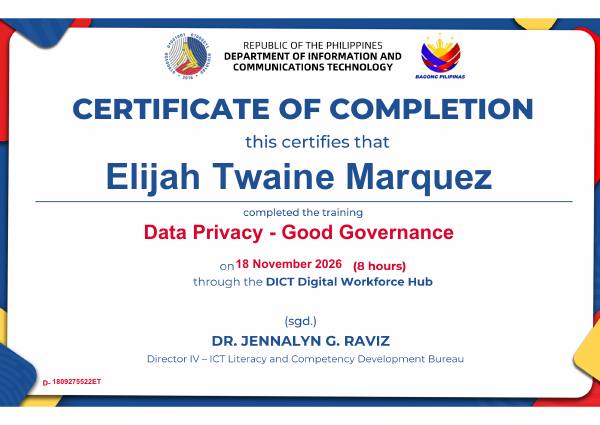 REPUBLIC OF THE PHILIPPINES
DEPARTMENT OF INFORMATION AND
COMMUNICATIONS TECHNOLOGY
BAGONG PILIPINAS
CERTIFICATE OF COMPLETION
this certifies that
Elijah Twaine Marquez
completed the training
Data Privacy - Good Governance
on 18 November 2026 (8 hours)
through the DICT Digital Workforce Hub
(sgd.)
DR. JENNALYN G. RAVIZ
Director IV – ICT Literacy and Competency Development Bureau
D- 1809275522ET